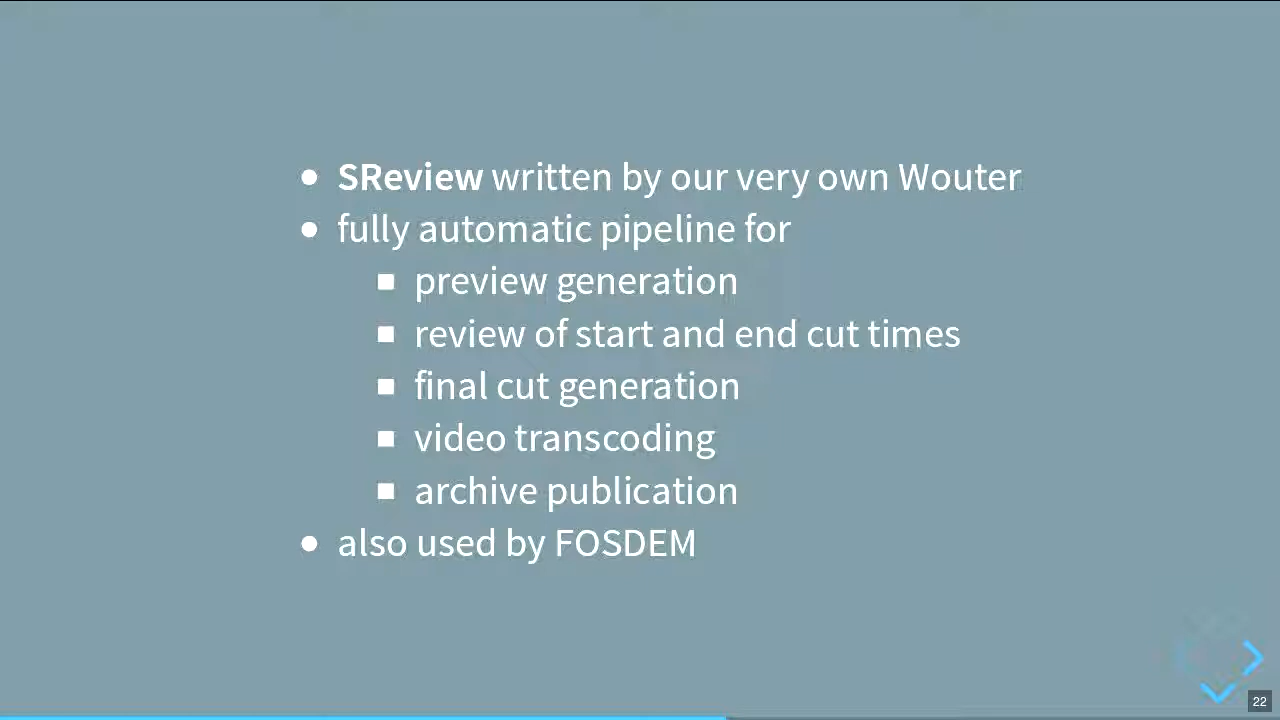 SReview written by our very own Wouter
fully automatic pipeline for
preview generation
review of start and end cut times
final cut generation
video transcoding
archive publication
also used by FOSDEM
22